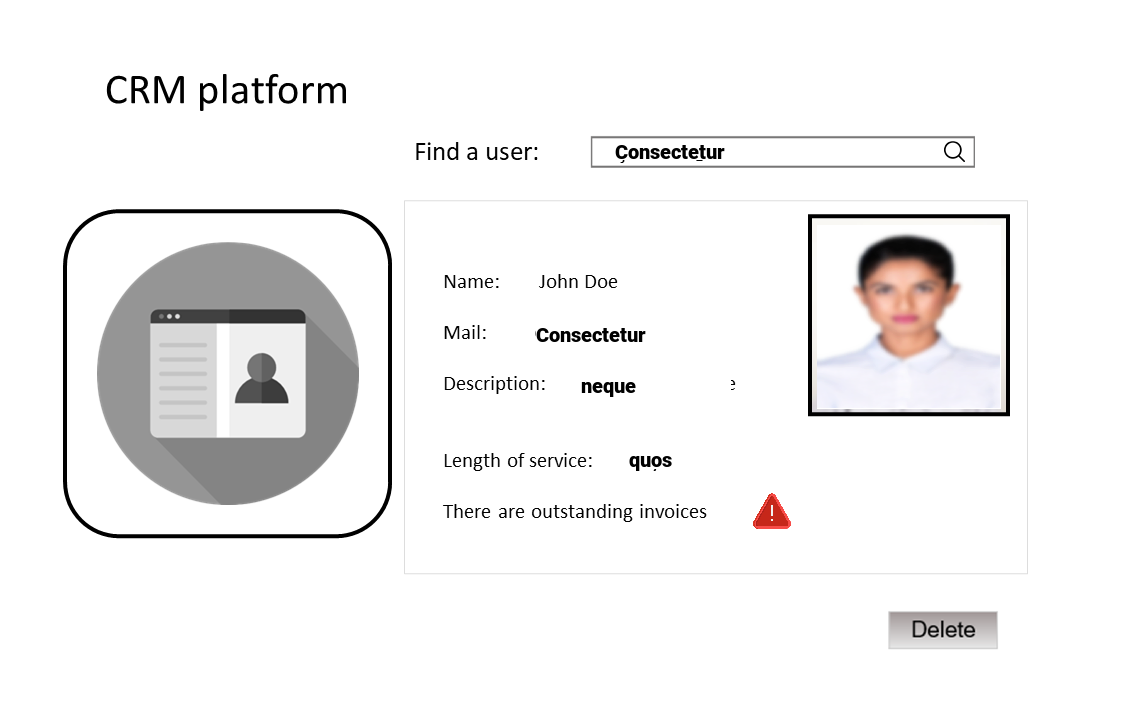 CRM platform
Find a user: Consectetur
Name: John Doe
Mail: Consectetur
Description: neque e
Length of service: quos
There are outstanding invoices
Delete